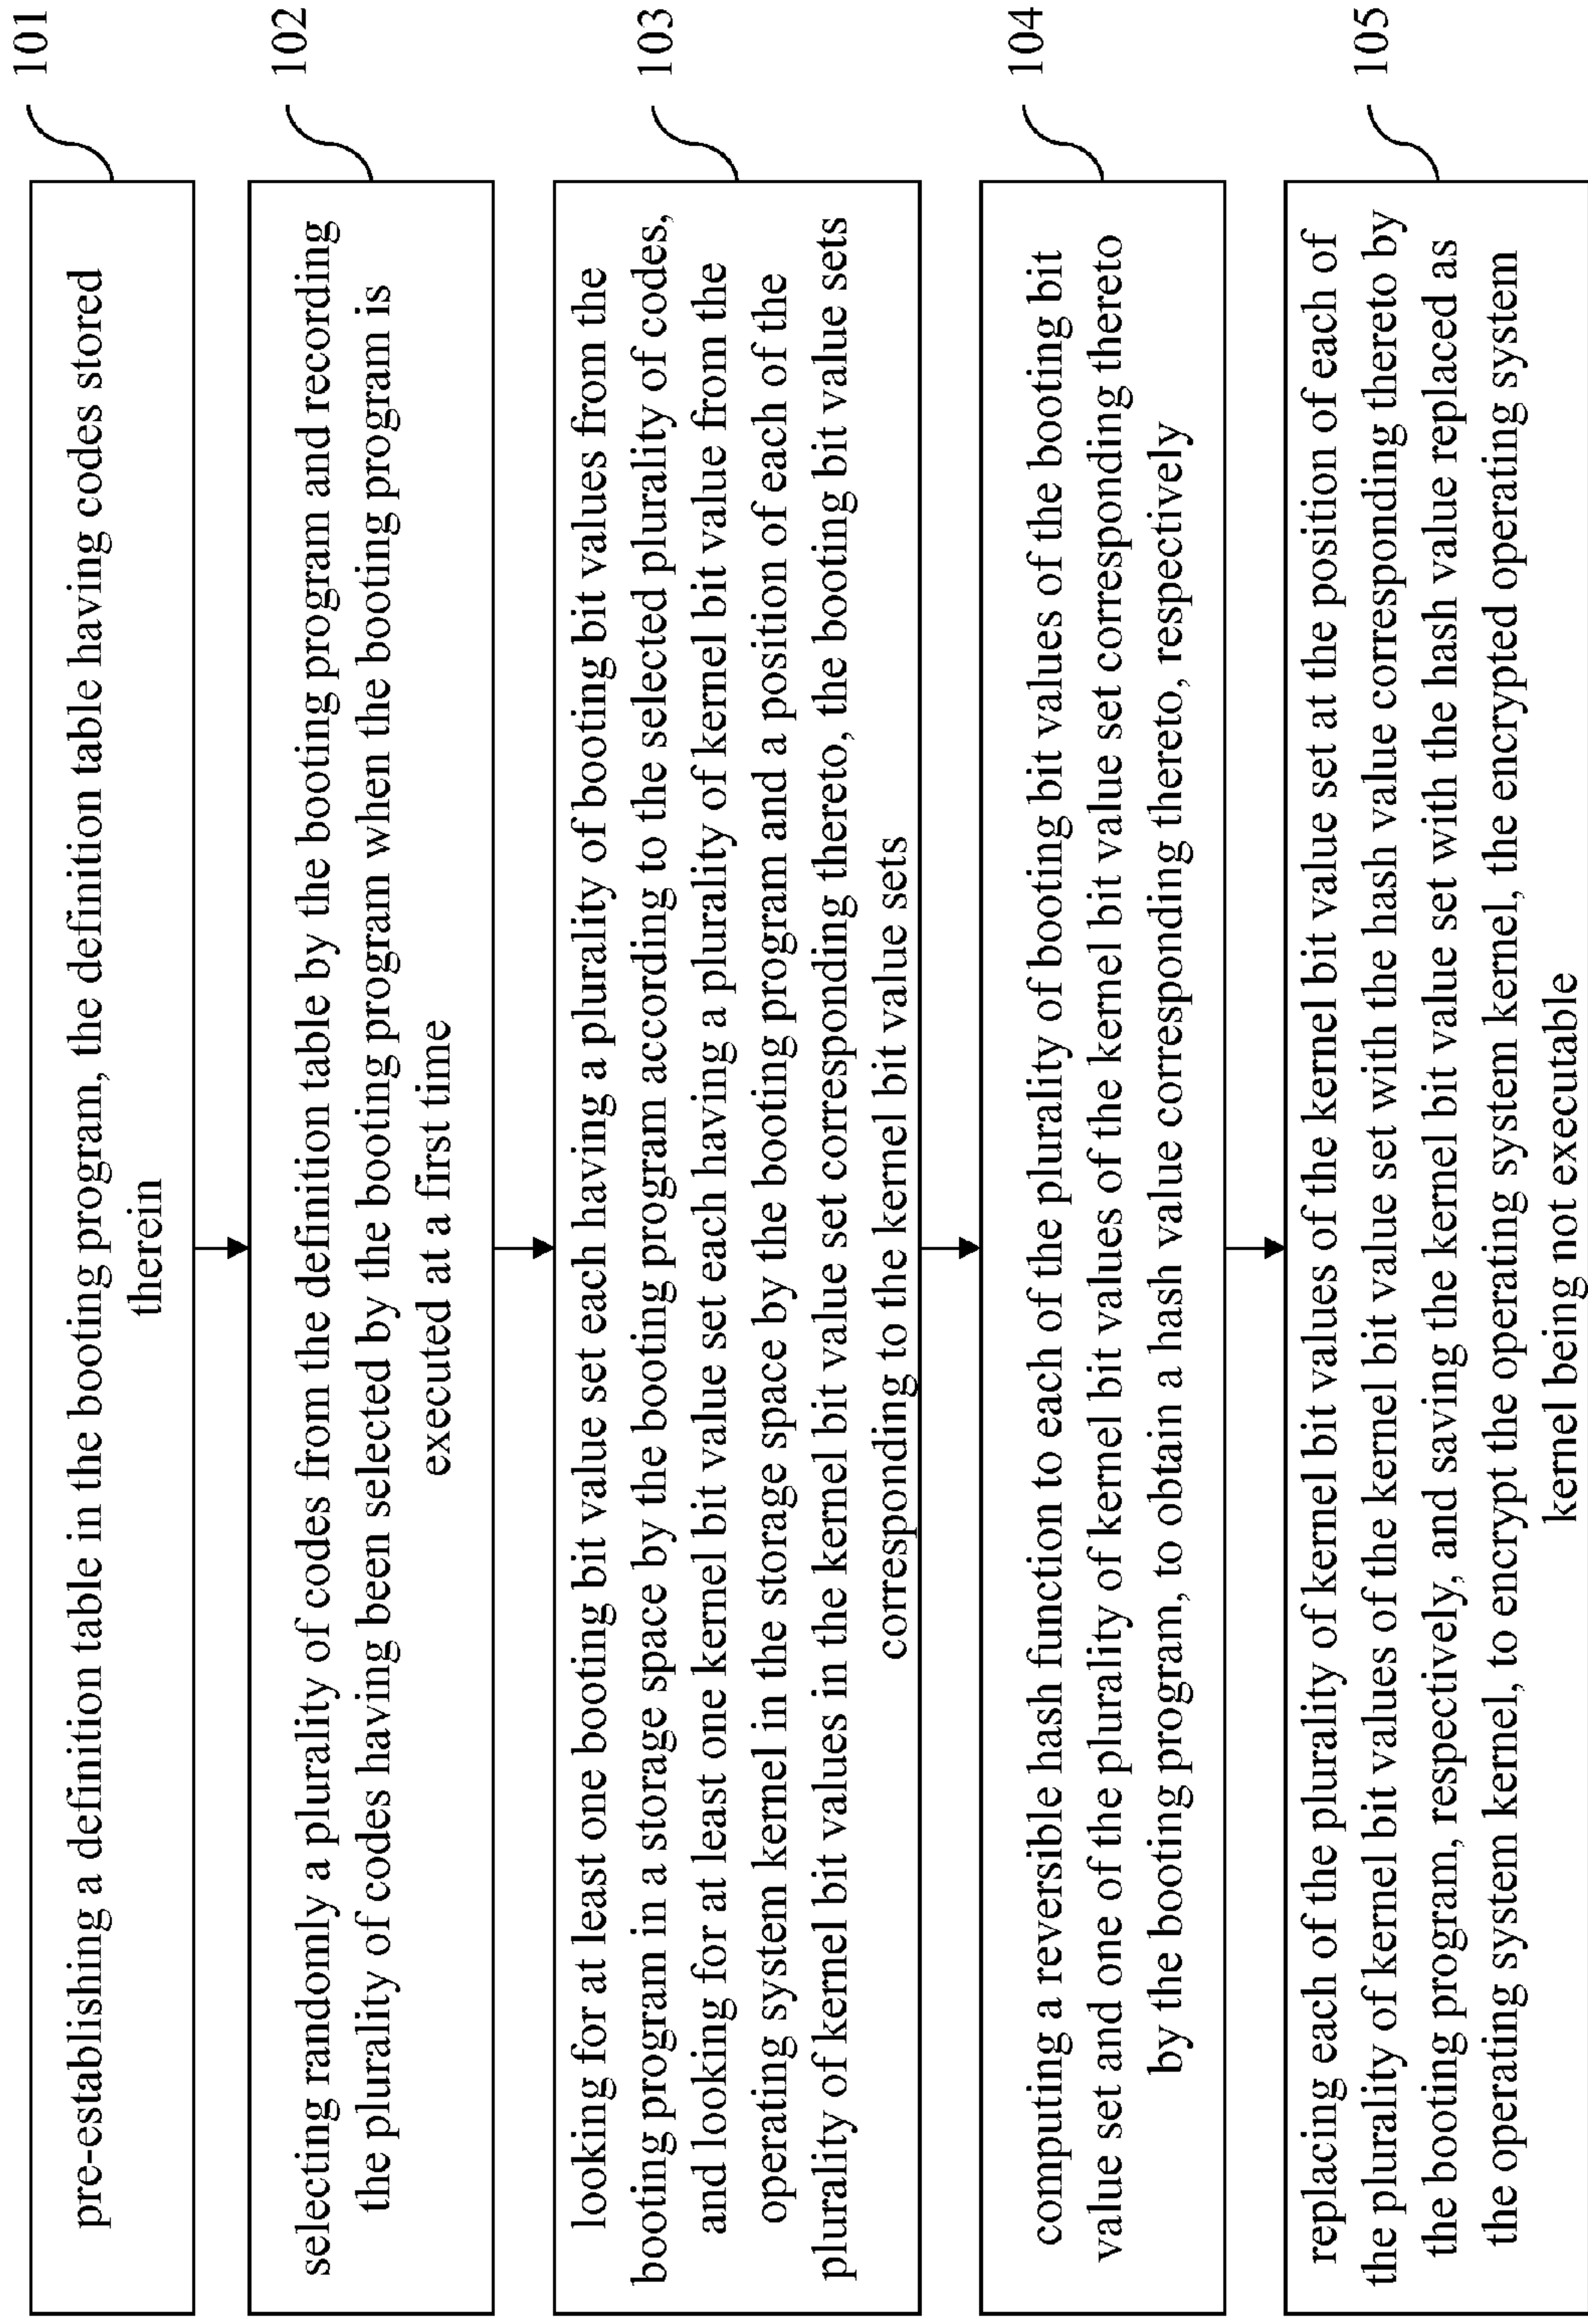 101
pre-establishing a definition table in the booting program, the definition table having codes stored
therein
102
selecting randomly a plurality of codes from the definition table by the booting program and recording
the plurality of codes having been selected by the booting program when the booting program is
executed at a first time
103
looking for at least one booting bit value set each having a plurality of booting bit values from the
booting program in a storage space by the booting program according to the selected plurality of codes,
and looking for at least one kernel bit value set each having a plurality of kernel bit value from the
operating system kernel in the storage space by the booting program and a position of each of the
plurality of kernel bit values in the kernel bit value set corresponding thereto, the booting bit value sets
corresponding to the kernel bit value sets
104
computing a reversible hash function to each of the plurality of booting bit values of the booting bit
value set and one of the plurality of kernel bit values of the kernel bit value set corresponding thereto
by the booting program, to obtain a hash value corresponding thereto, respectively
105
replacing each of the plurality of kernel bit values of the kernel bit value set at the position of each of
the plurality of kernel bit values of the kernel bit value set with the hash value corresponding thereto by
the booting program, respectively, and saving the kernel bit value set with the hash value replaced as
the operating system kernel, to encrypt the operating system kernel, the encrypted operating system
kernel being not executable